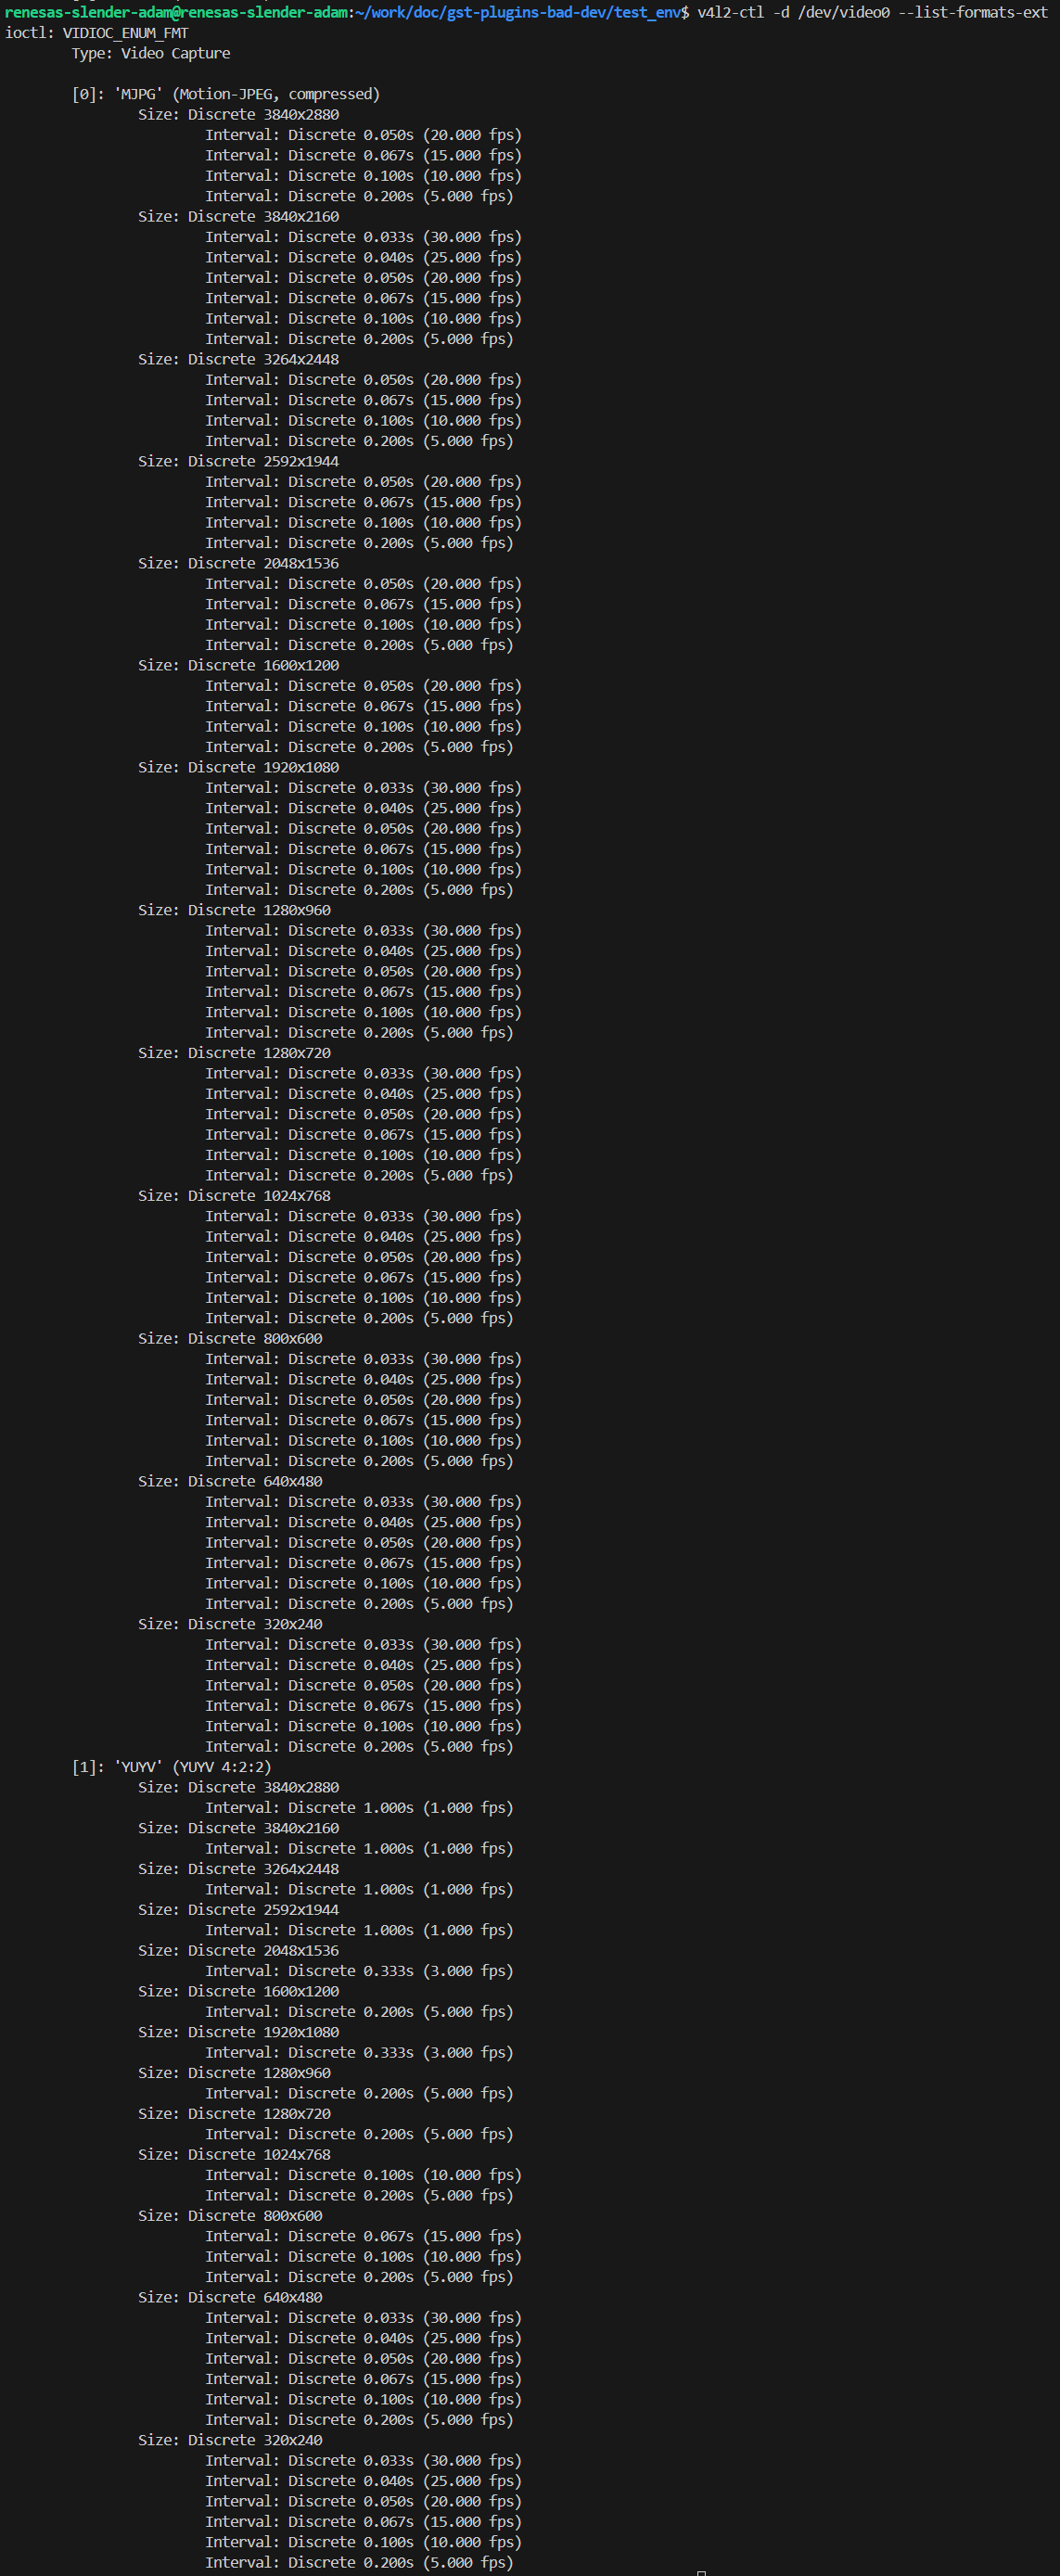 renesas-slender-adam@renesas-slender-adam:~/work/doc/gst-plugins-bad-dev/test_env$ v4l2-ctl -d /dev/video0 --list-formats-ext
ioctl: VIDIOC_ENUM_FMT
Type: Video Capture
[0]: 'MJPG' (Motion-JPEG, compressed)
Size: Discrete 3840x2880
Interval: Discrete 0.050s (20.000 fps)
Interval: Discrete 0.067s (15.000 fps)
Interval: Discrete 0.100s (10.000 fps)
Interval: Discrete 0.200s (5.000 fps)
Size: Discrete 3840x2160
Interval: Discrete 0.033s (30.000 fps)
Interval: Discrete 0.040s (25.000 fps)
Interval: Discrete 0.050s (20.000 fps)
Interval: Discrete 0.067s (15.000 fps)
Interval: Discrete 0.100s (10.000 fps)
Interval: Discrete 0.200s (5.000 fps)
Size: Discrete 3264x2448
Interval: Discrete 0.050s (20.000 fps)
Interval: Discrete 0.067s (15.000 fps)
Interval: Discrete 0.100s (10.000 fps)
Interval: Discrete 0.200s (5.000 fps)
Size: Discrete 2592x1944
Interval: Discrete 0.050s (20.000 fps)
Interval: Discrete 0.067s (15.000 fps)
Interval: Discrete 0.100s (10.000 fps)
Interval: Discrete 0.200s (5.000 fps)
Size: Discrete 2048x1536
Interval: Discrete 0.050s (20.000 fps)
Interval: Discrete 0.067s (15.000 fps)
Interval: Discrete 0.100s (10.000 fps)
Interval: Discrete 0.200s (5.000 fps)
Size: Discrete 1600x1200
Interval: Discrete 0.050s (20.000 fps)
Interval: Discrete 0.067s (15.000 fps)
Interval: Discrete 0.100s (10.000 fps)
Interval: Discrete 0.200s (5.000 fps)
Size: Discrete 1920x1080
Interval: Discrete 0.033s (30.000 fps)
Interval: Discrete 0.040s (25.000 fps)
Interval: Discrete 0.050s (20.000 fps)
Interval: Discrete 0.067s (15.000 fps)
Interval: Discrete 0.100s (10.000 fps)
Interval: Discrete 0.200s (5.000 fps)
Size: Discrete 1280x960
Interval: Discrete 0.033s (30.000 fps)
Interval: Discrete 0.040s (25.000 fps)
Interval: Discrete 0.050s (20.000 fps)
Interval: Discrete 0.067s (15.000 fps)
Interval: Discrete 0.100s (10.000 fps)
Interval: Discrete 0.200s (5.000 fps)
Size: Discrete 1280x720
Interval: Discrete 0.033s (30.000 fps)
Interval: Discrete 0.040s (25.000 fps)
Interval: Discrete 0.050s (20.000 fps)
Interval: Discrete 0.067s (15.000 fps)
Interval: Discrete 0.100s (10.000 fps)
Interval: Discrete 0.200s (5.000 fps)
Size: Discrete 1024x768
Interval: Discrete 0.033s (30.000 fps)
Interval: Discrete 0.040s (25.000 fps)
Interval: Discrete 0.050s (20.000 fps)
Interval: Discrete 0.067s (15.000 fps)
Interval: Discrete 0.100s (10.000 fps)
Interval: Discrete 0.200s (5.000 fps)
Size: Discrete 800x600
Interval: Discrete 0.033s (30.000 fps)
Interval: Discrete 0.040s (25.000 fps)
Interval: Discrete 0.050s (20.000 fps)
Interval: Discrete 0.067s (15.000 fps)
Interval: Discrete 0.100s (10.000 fps)
Interval: Discrete 0.200s (5.000 fps)
Size: Discrete 640x480
Interval: Discrete 0.033s (30.000 fps)
Interval: Discrete 0.040s (25.000 fps)
Interval: Discrete 0.050s (20.000 fps)
Interval: Discrete 0.067s (15.000 fps)
Interval: Discrete 0.100s (10.000 fps)
Interval: Discrete 0.200s (5.000 fps)
Size: Discrete 320x240
Interval: Discrete 0.033s (30.000 fps)
Interval: Discrete 0.040s (25.000 fps)
Interval: Discrete 0.050s (20.000 fps)
Interval: Discrete 0.067s (15.000 fps)
Interval: Discrete 0.100s (10.000 fps)
Interval: Discrete 0.200s (5.000 fps)
[1]: 'YUYV' (YUYV 4:2:2)
Size: Discrete 3840x2880
Interval: Discrete 1.000s (1.000 fps)
Size: Discrete 3840x2160
Interval: Discrete 1.000s (1.000 fps)
Size: Discrete 3264x2448
Interval: Discrete 1.000s (1.000 fps)
Size: Discrete 2592x1944
Interval: Discrete 1.000s (1.000 fps)
Size: Discrete 2048x1536
Interval: Discrete 0.333s (3.000 fps)
Size: Discrete 1600x1200
Interval: Discrete 0.200s (5.000 fps)
Size: Discrete 1920x1080
Interval: Discrete 0.333s (3.000 fps)
Size: Discrete 1280x960
Interval: Discrete 0.200s (5.000 fps)
Size: Discrete 1280x720
Interval: Discrete 0.200s (5.000 fps)
Size: Discrete 1024x768
Interval: Discrete 0.100s (10.000 fps)
Interval: Discrete 0.200s (5.000 fps)
Size: Discrete 800x600
Interval: Discrete 0.067s (15.000 fps)
Interval: Discrete 0.100s (10.000 fps)
Interval: Discrete 0.200s (5.000 fps)
Size: Discrete 640x480
Interval: Discrete 0.033s (30.000 fps)
Interval: Discrete 0.040s (25.000 fps)
Interval: Discrete 0.050s (20.000 fps)
Interval: Discrete 0.067s (15.000 fps)
Interval: Discrete 0.100s (10.000 fps)
Interval: Discrete 0.200s (5.000 fps)
Size: Discrete 320x240
Interval: Discrete 0.033s (30.000 fps)
Interval: Discrete 0.040s (25.000 fps)
Interval: Discrete 0.050s (20.000 fps)
Interval: Discrete 0.067s (15.000 fps)
Interval: Discrete 0.100s (10.000 fps)
Interval: Discrete 0.200s (5.000 fps)